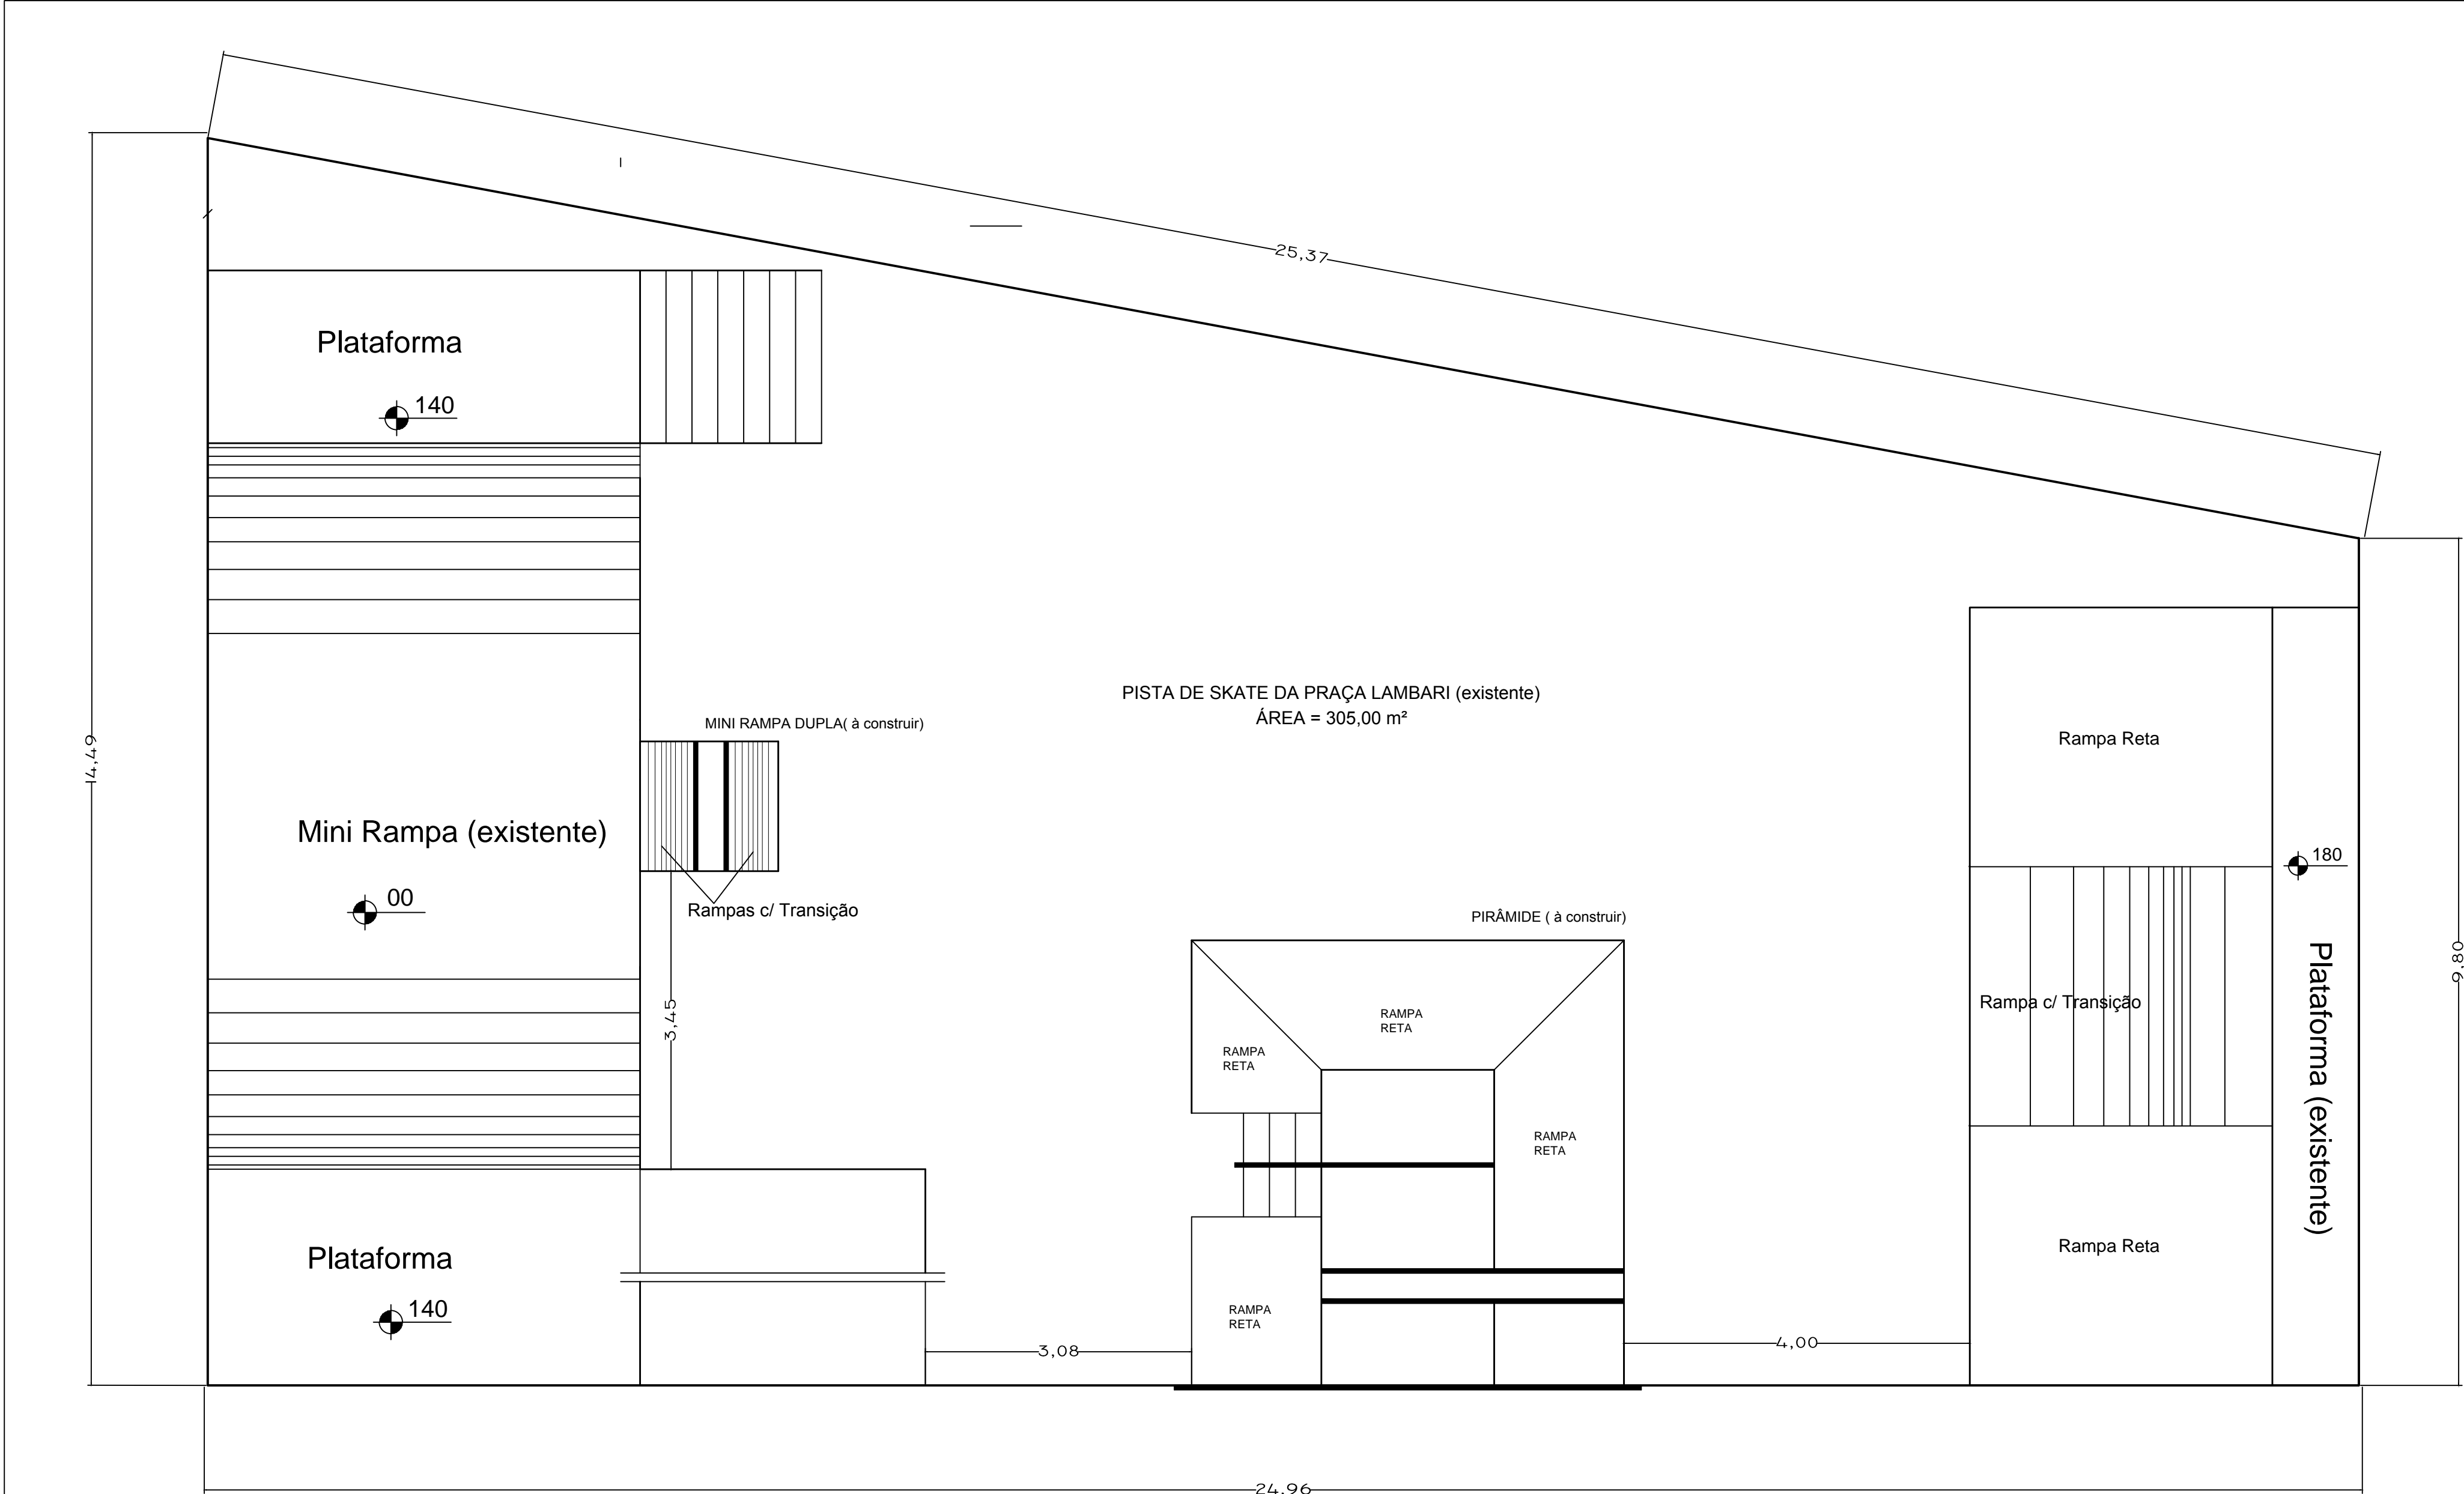 25,37
Plataforma
140
14,49
PISTA DE SKATE DA PRAÇA LAMBARI (existente)
ÁREA = 305,00 m²
MINI RAMPA DUPLA( à construir)
Rampa Reta
Mini Rampa (existente)
180
00
Rampas c/ Transição
PIRÂMIDE ( à construir)
9,80
Plataforma (existente)
Rampa c/ Transição
3,45
RAMPA
RETA
RAMPA
RETA
RAMPA
RETA
Plataforma
140
Rampa Reta
RAMPA
RETA
3,08
4,00
24,96